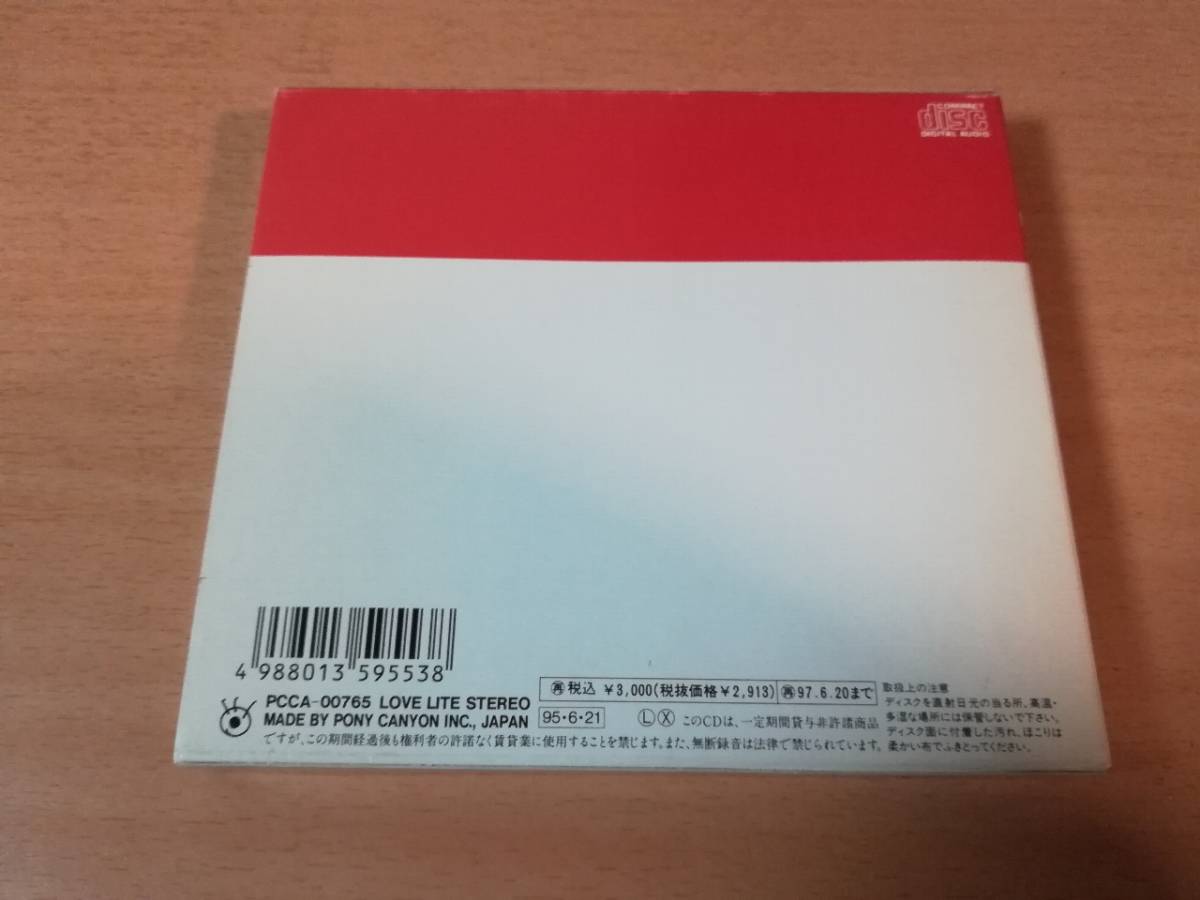 COMPACT
disc
DIGITAL AUDIO
4 988013 595538
PCCA-00765 LOVE LITE STEREO
MADE BY PONY CANYON INC., JAPAN
再税込 ¥3,000(税抜価格¥2,913) 再97.6.20まで
95・6・21 Ⓛ Ⓧ このCDは、一定期間貸与非許諾商品
ですが、この期間経過後も権利者の許諾なく賃貸業に使用することを禁じます。また、無断録音は法律で禁じられています。
取扱上の注意
ディスクを直射日光の当る所、高温・
多湿な場所には保管しないで下さい。
ディスク面に付着した汚れ、ほこりは
柔かい布でふきとってください。